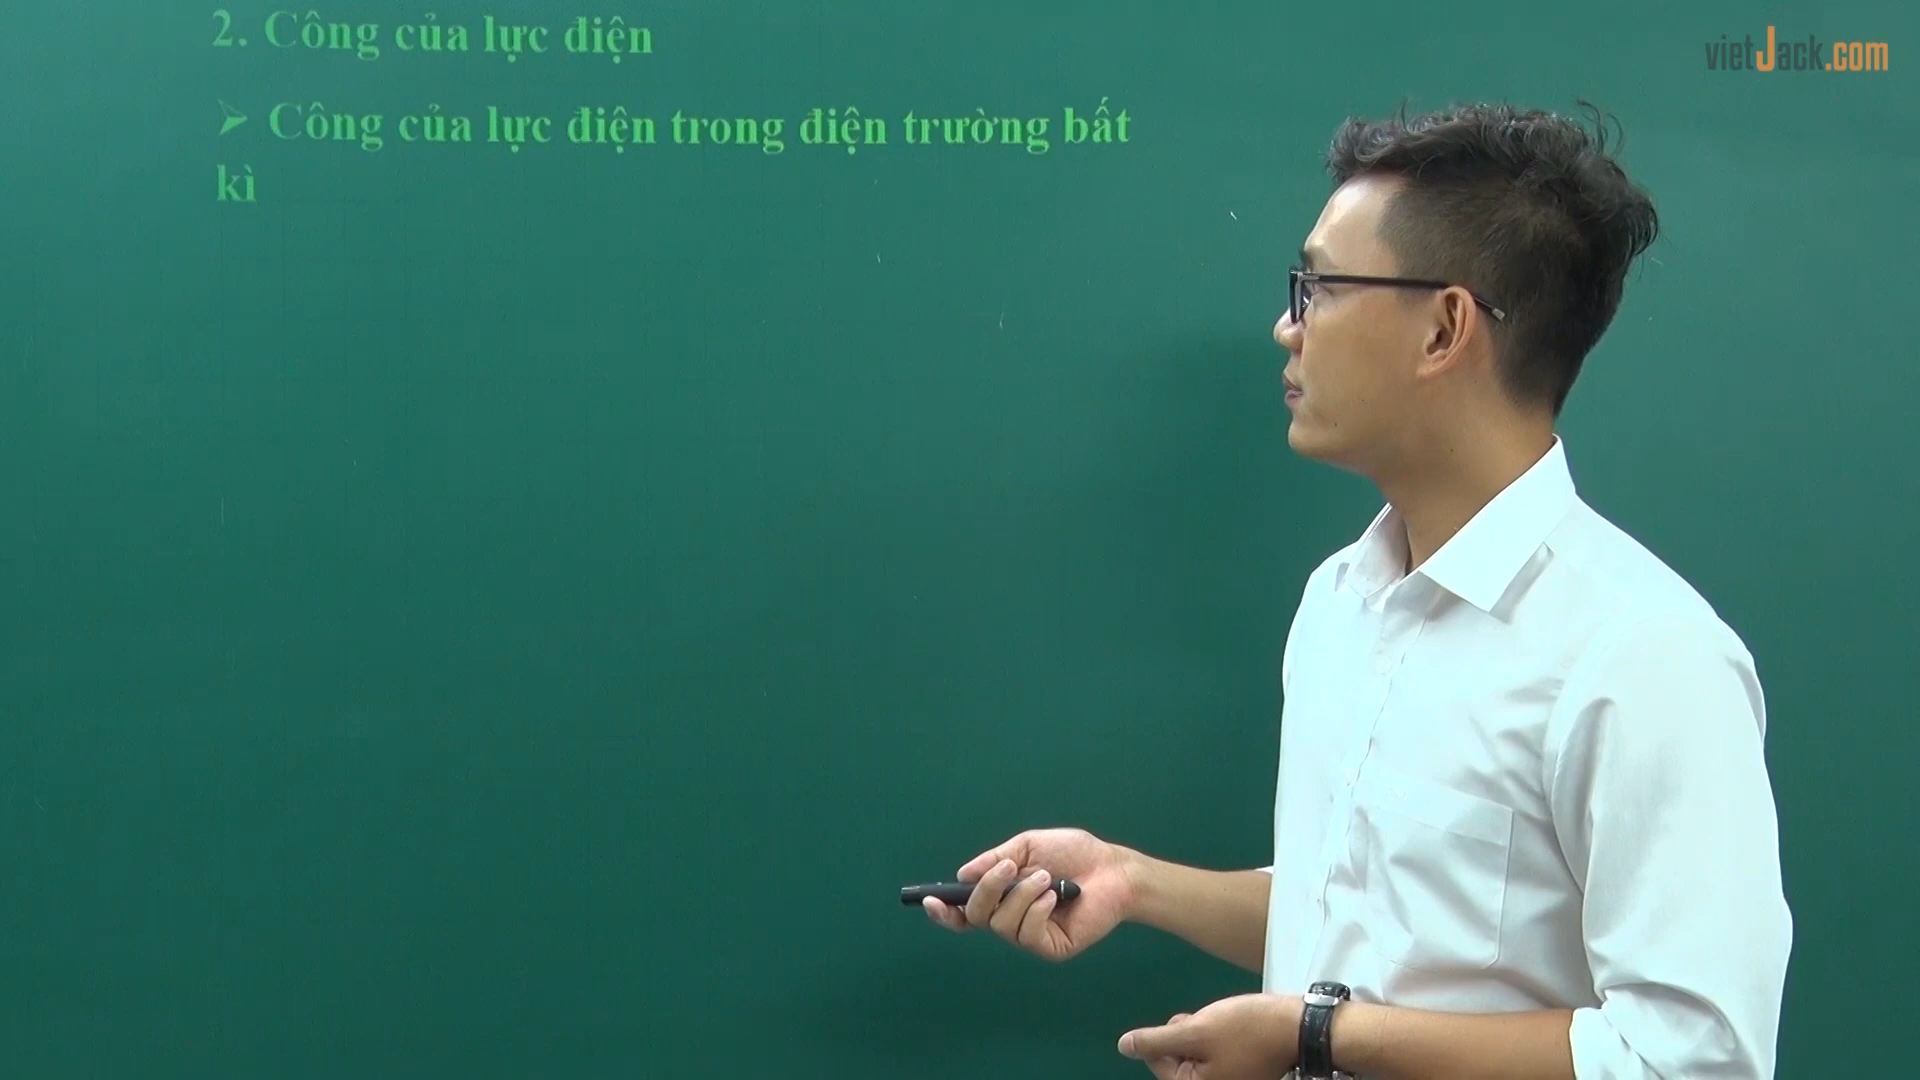 2. Công của lực điện
vietJack.com
➢ Công của lực điện trong điện trường bất
kì